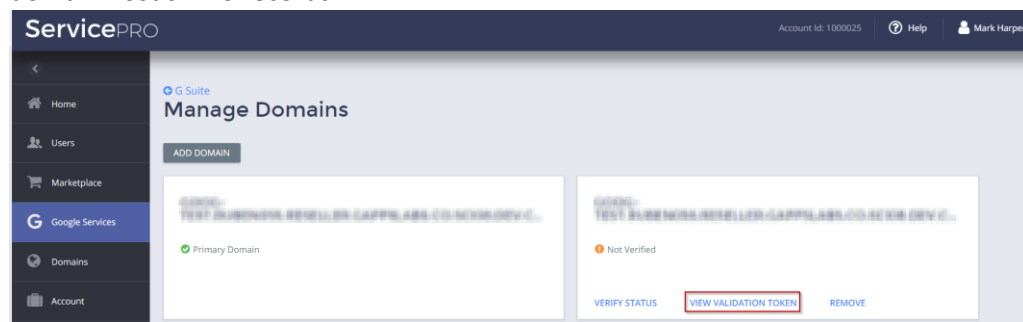 ServicePRO
Account Id: 1000025
Help
Mark Harper
Home
Users
Marketplace
Google Services
Domains
Account
G Suite
Manage Domains
ADD DOMAIN
Primary Domain
Not Verified
VERIFY STATUS
VIEW VALIDATION TOKEN
REMOVE